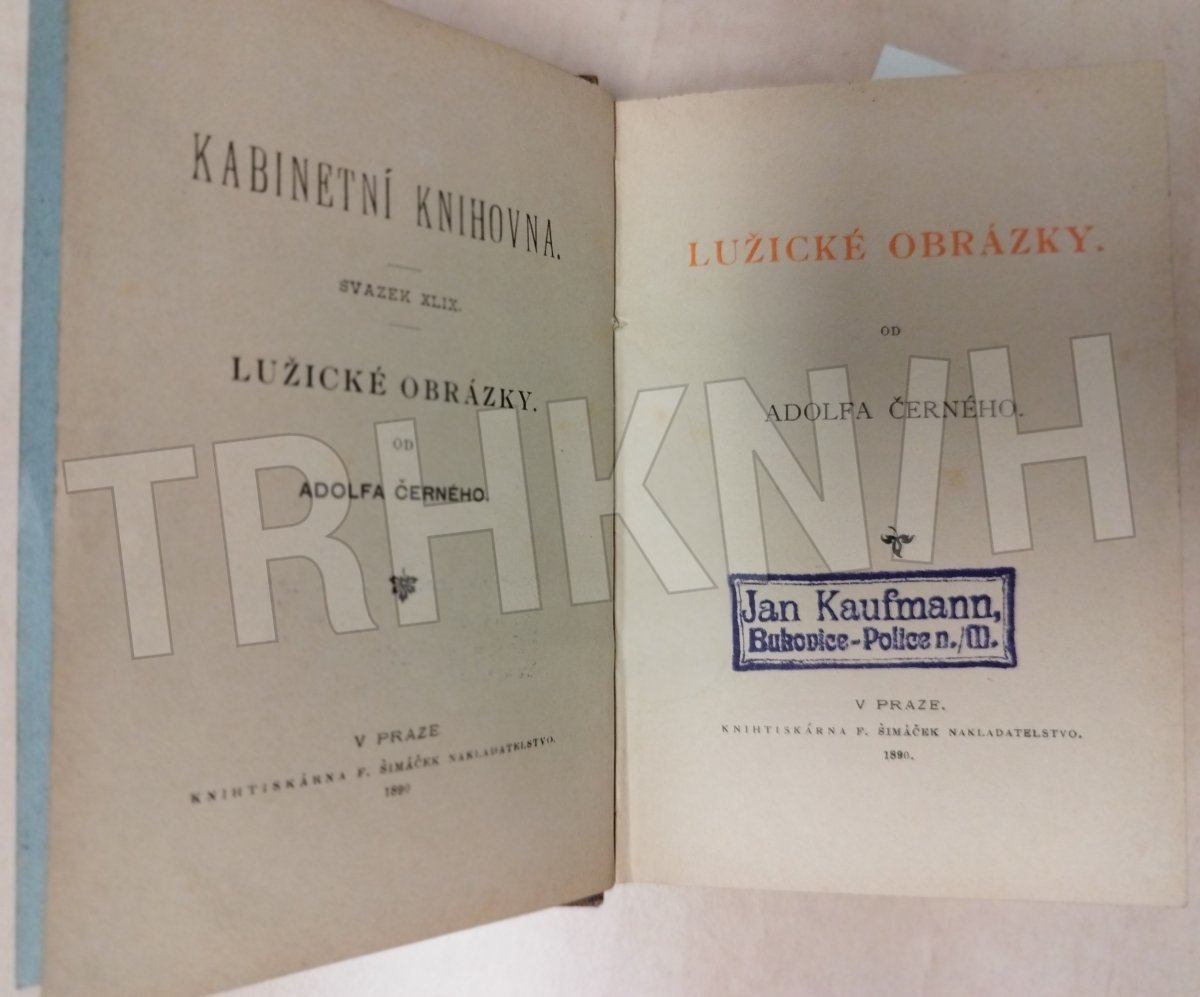 KABINETNÍ KNIHOVNA.
SVAZEK XLIX.
LUŽICKÉ OBRÁZKY.
OD
ADOLFA ČERNÉHO.
V PRAZE
KNIHTISKÁRNA F. ŠIMÁČEK NAKLADATELSTVO.
1890
LUŽICKÉ OBRÁZKY.
OD
ADOLFA ČERNÉHO.
Jan Kaufmann,
Bukovice-Police n./M.
V PRAZE.
KNIHTISKÁRNA F. ŠIMÁČEK NAKLADATELSTVO.
1890.
TRHKNIH